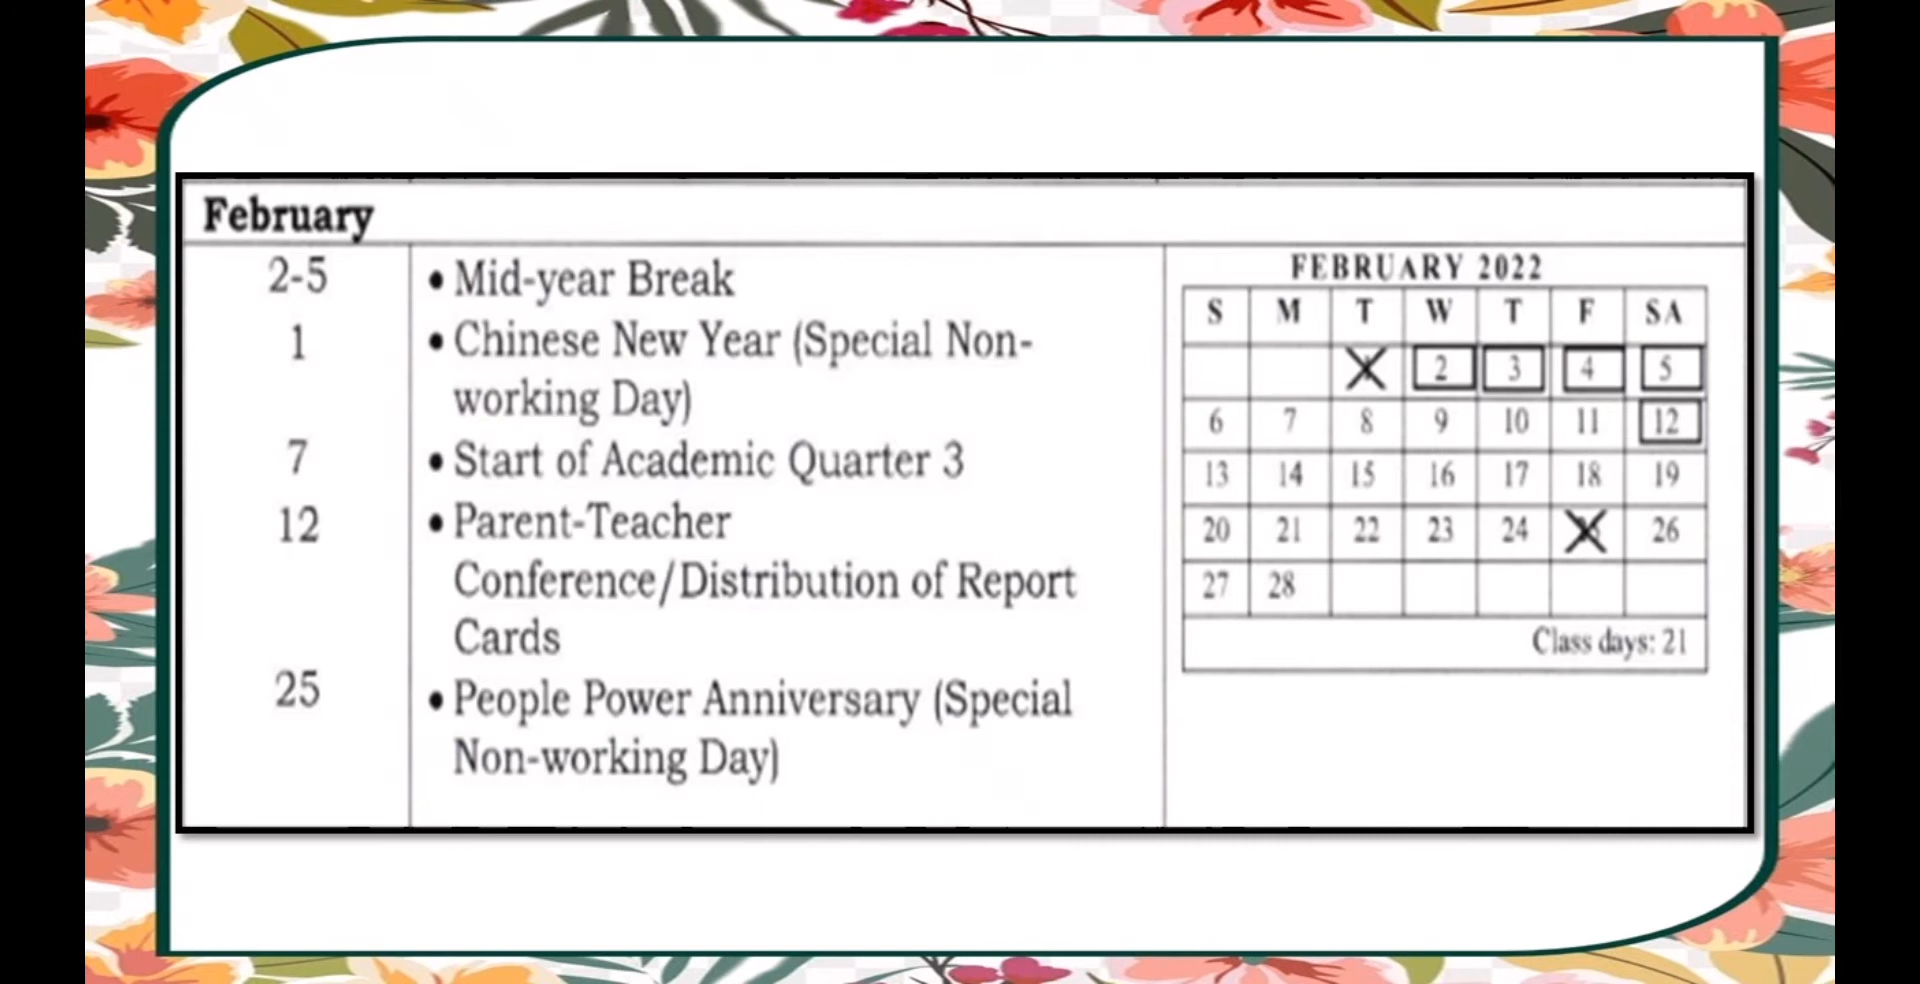 February
2-5
• Mid-year Break
1
• Chinese New Year (Special Non-
working Day)
7
• Start of Academic Quarter 3
12
• Parent-Teacher
Conference/Distribution of Report
Cards
25
• People Power Anniversary (Special
Non-working Day)
FEBRUARY 2022
S M T W T F SA
2 3 4 5
6 7 8 9 10 11 12
13 14 15 16 17 18 19
20 21 22 23 24 26
27 28
Class days: 21